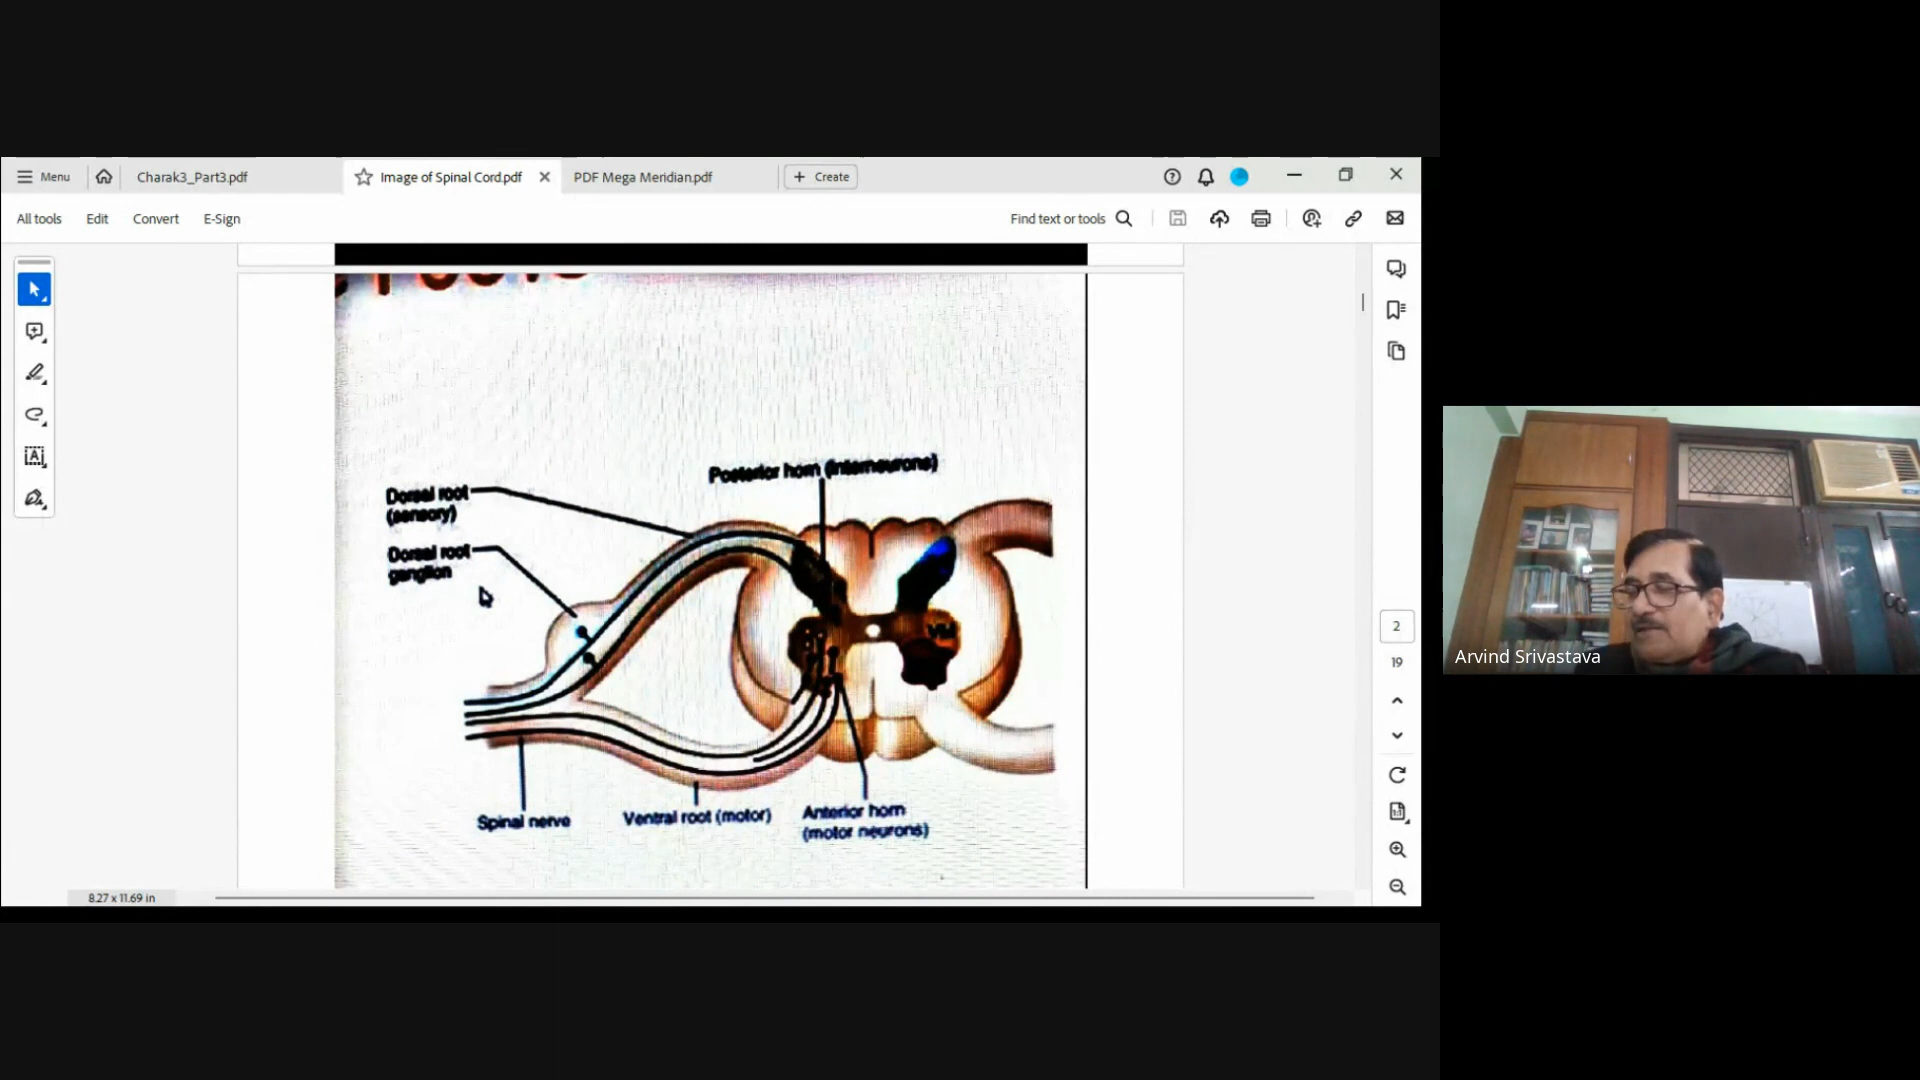 Menu
Charak3_Part3.pdf
Image of Spinal Cord.pdf
PDF Mega Meridian.pdf
Create
All tools
Edit
Convert
E-Sign
Find text or tools
Posterior horn (interneurons)
Dorsal root
(sensory)
Dorsal root
ganglion
Spinal nerve
Ventral root (motor)
Anterior horn
(motor neurons)
2
19
8.27 x 11.69 in
Arvind Srivastava